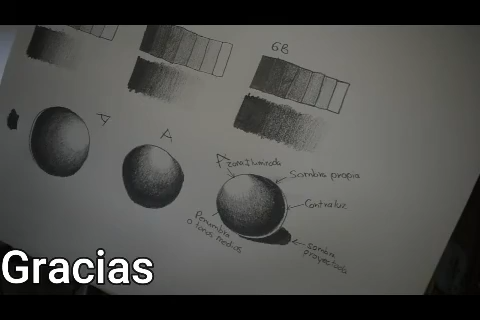 6B
A
A
Zona Iluminada
Sombra propia
Contraluz
Penumbra
o tonos medios
sombra
proyectada
Gracias